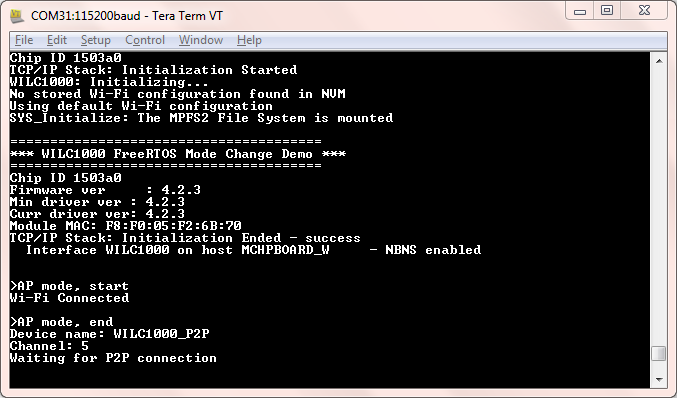 COM31:115200baud - Tera Term VT
File Edit Setup Control Window Help
Chip ID 1503a0
TCP/IP Stack: Initialization Started
WILC1000: Initializing...
No stored Wi-Fi configuration found in NVM
Using default Wi-Fi configuration
SYS_Initialize: The MPFS2 File System is mounted
=======================================
*** WILC1000 FreeRTOS Mode Change Demo ***
=======================================
Chip ID 1503a0
Firmware ver     : 4.2.3
Min driver ver : 4.2.3
Curr driver ver: 4.2.3
Module MAC: F8:F0:05:F2:6B:70
TCP/IP Stack: Initialization Ended - success
  Interface WILC1000 on host MCHPBOARD_W     - NBNS enabled
>AP mode, start
Wi-Fi Connected
>AP mode, end
Device name: WILC1000_P2P
Channel: 5
Waiting for P2P connection